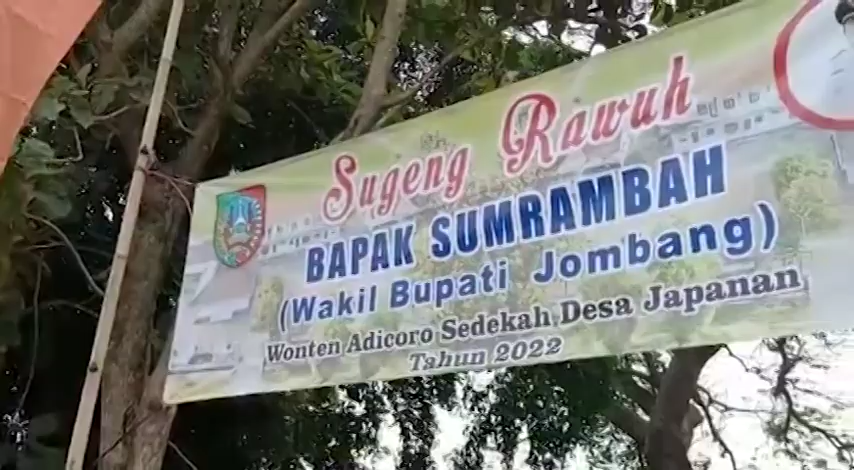 Sugeng Rawuh
BAPAK SUMRAMBAH
(Wakil BUPati Jombang)
Wonten Adicoro Sedekah Desa Japanan
Tahun 2022